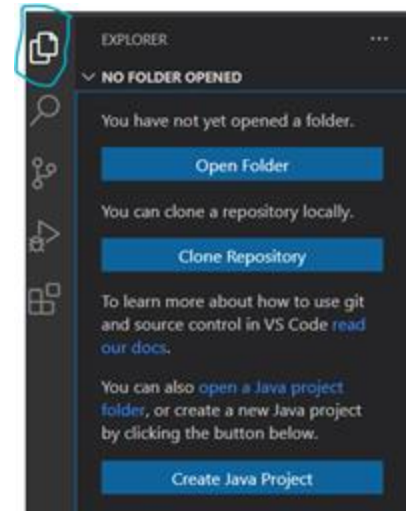 EXPLORER
NO FOLDER OPENED
You have not yet opened a folder.
Open Folder
You can clone a repository locally.
Clone Repository
To learn more about how to use git
and source control in VS Code read
our docs.
You can also open a Java project
folder, or create a new Java project
by clicking the button below.
Create Java Project